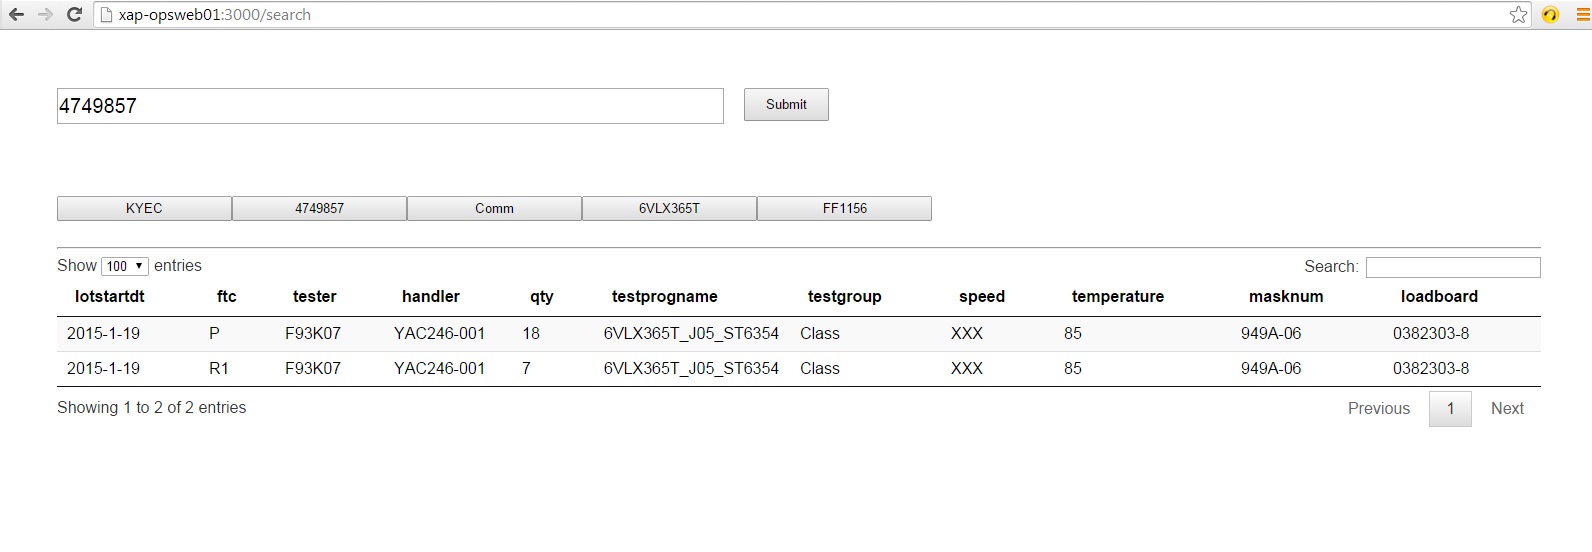 xap-opsweb01:3000/search
4749857 Submit
KYEC 4749857 Comm 6VLX365T FF1156
Show 100 entries Search:
lotstartdt ftc tester handler qty testprogname testgroup speed temperature masknum loadboard
2015-1-19 P F93K07 YAC246-001 18 6VLX365T_J05_ST6354 Class XXX 85 949A-06 0382303-8
2015-1-19 R1 F93K07 YAC246-001 7 6VLX365T_J05_ST6354 Class XXX 85 949A-06 0382303-8
Showing 1 to 2 of 2 entries Previous 1 Next